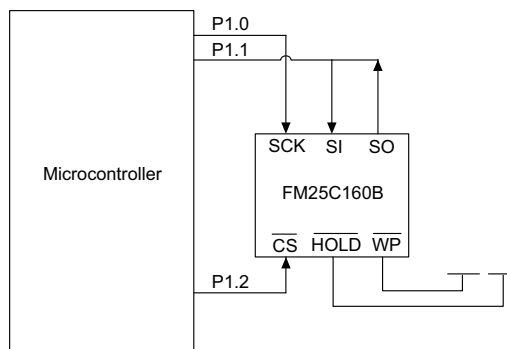 P1.0
P1.1
SCK SI SO
Microcontroller
FM25C160B
CS HOLD WP
P1.2